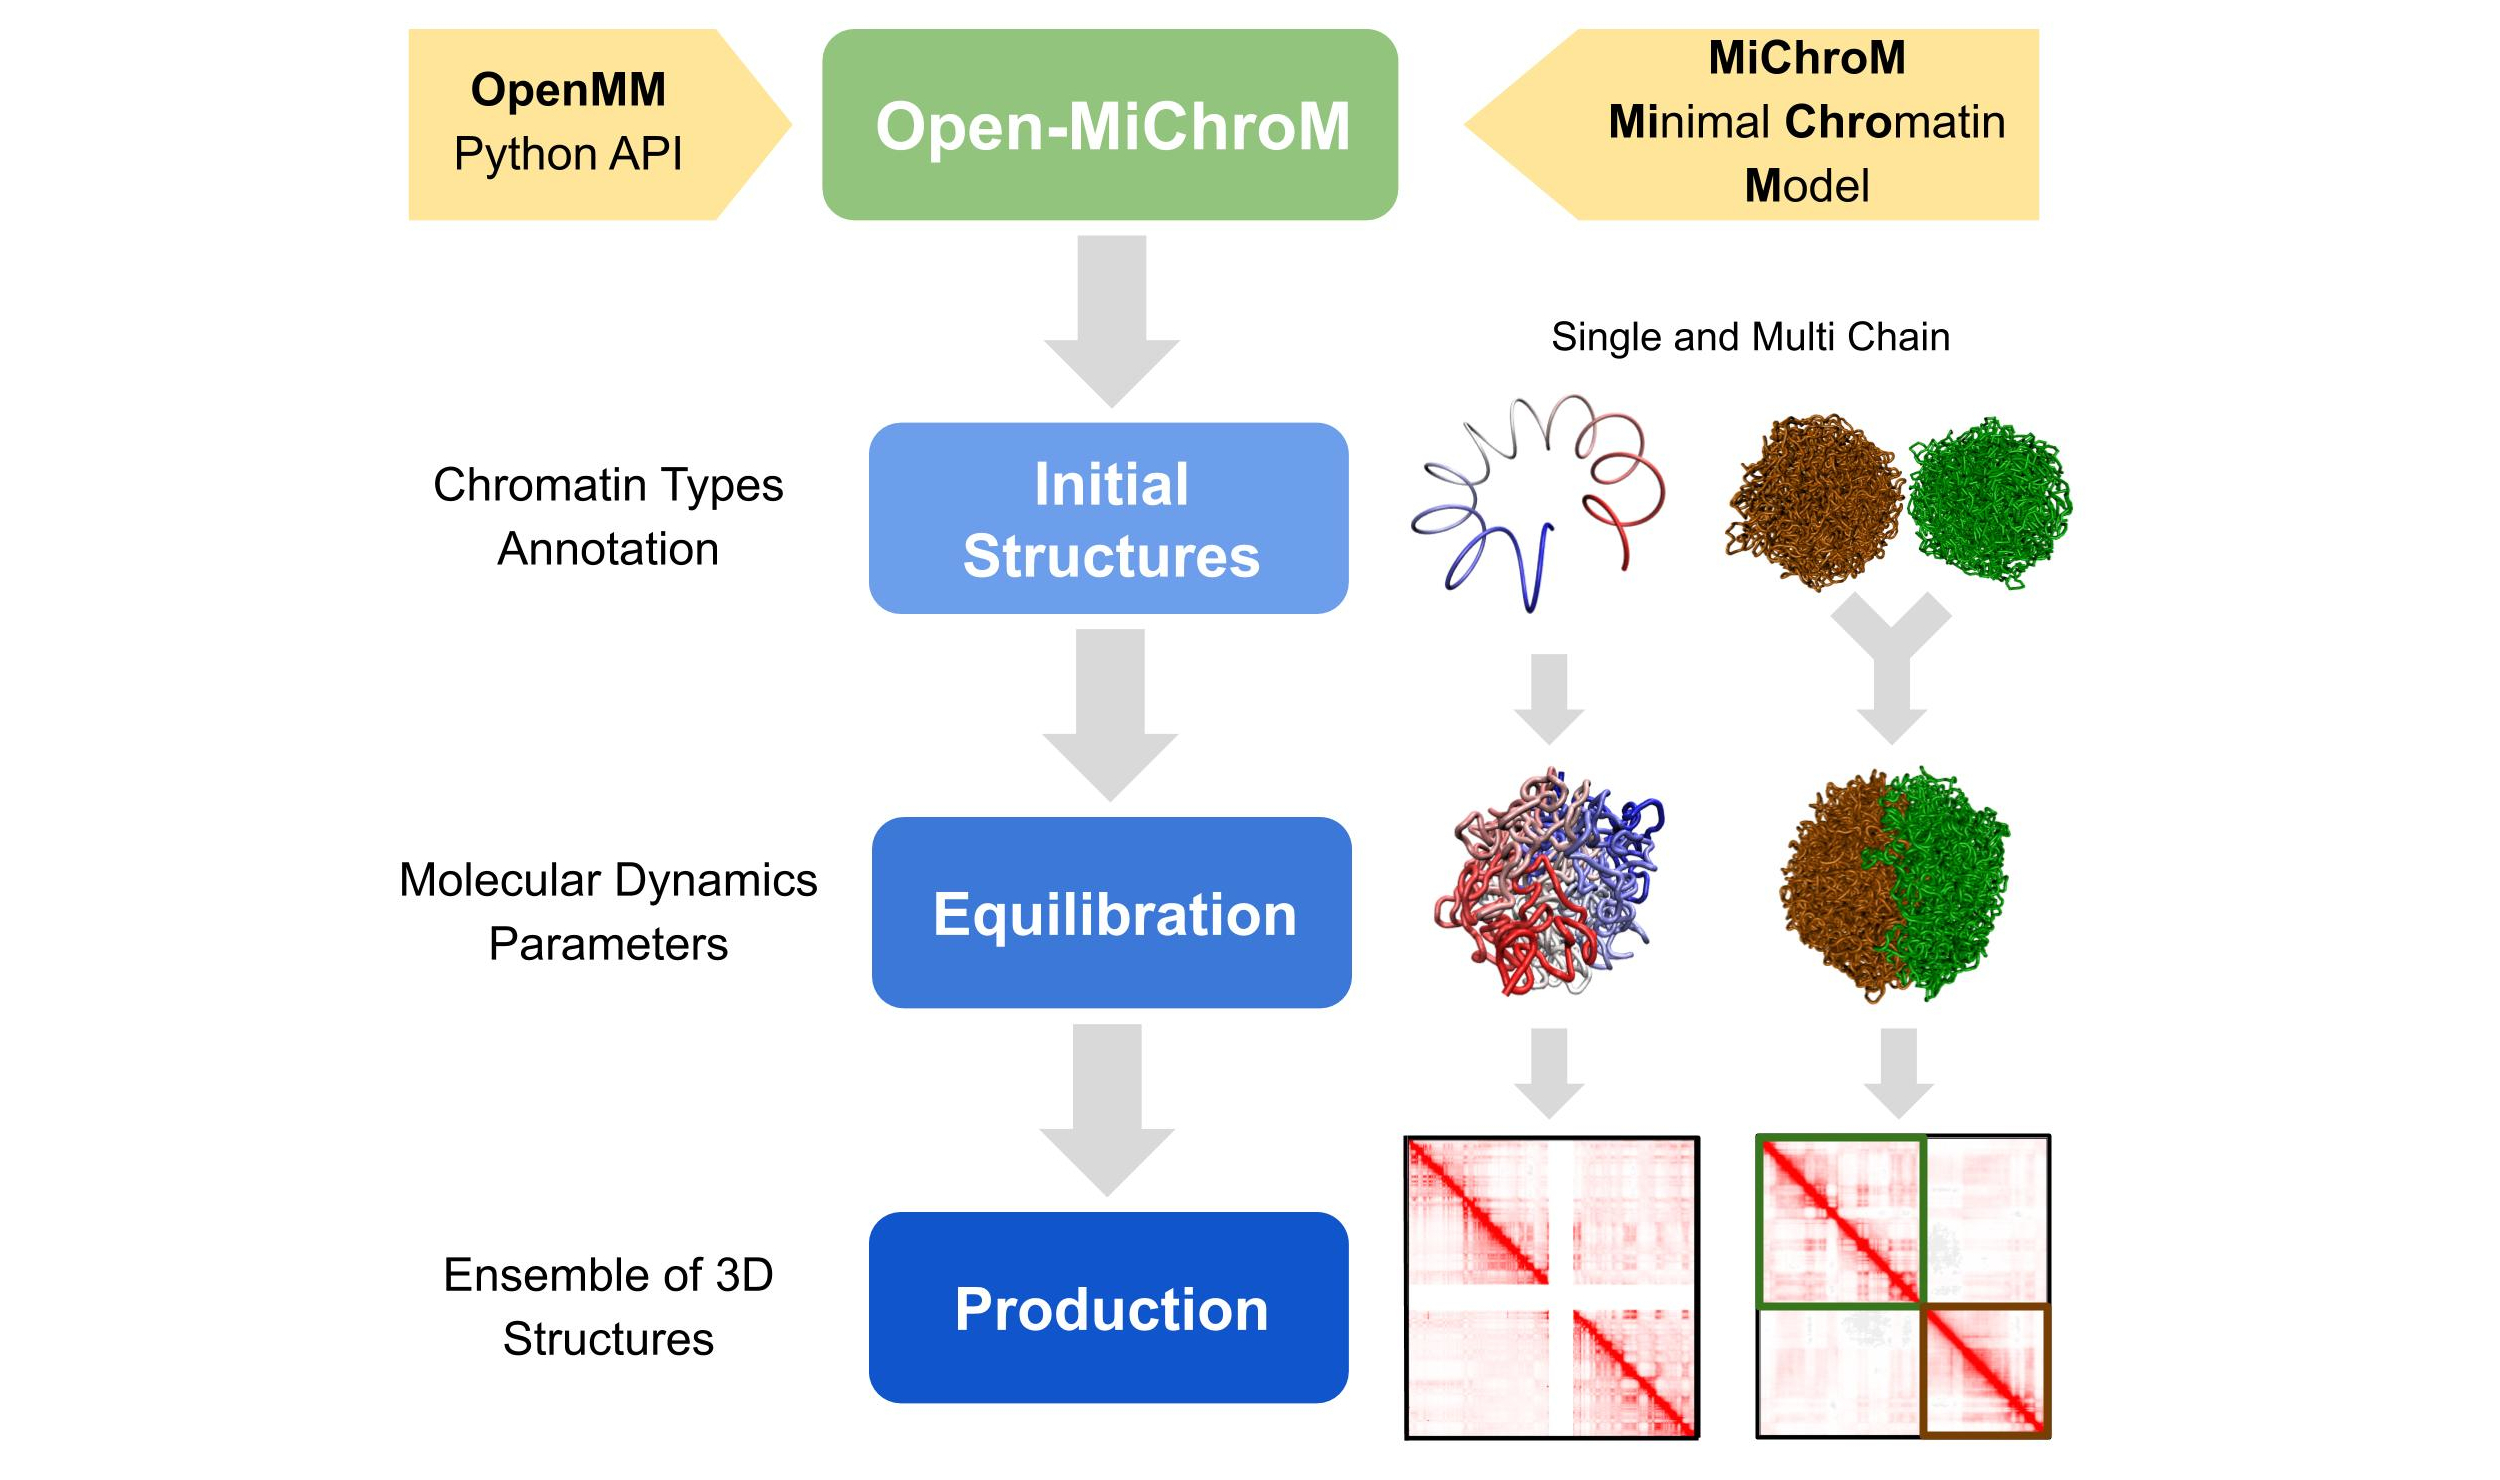 OpenMM
Python API
Open-MiChroM
MiChroM
Minimal Chromatin
Model
Single and Multi Chain
Chromatin Types
Annotation
Initial
Structures
Molecular Dynamics
Parameters
Equilibration
Ensemble of 3D
Structures
Production